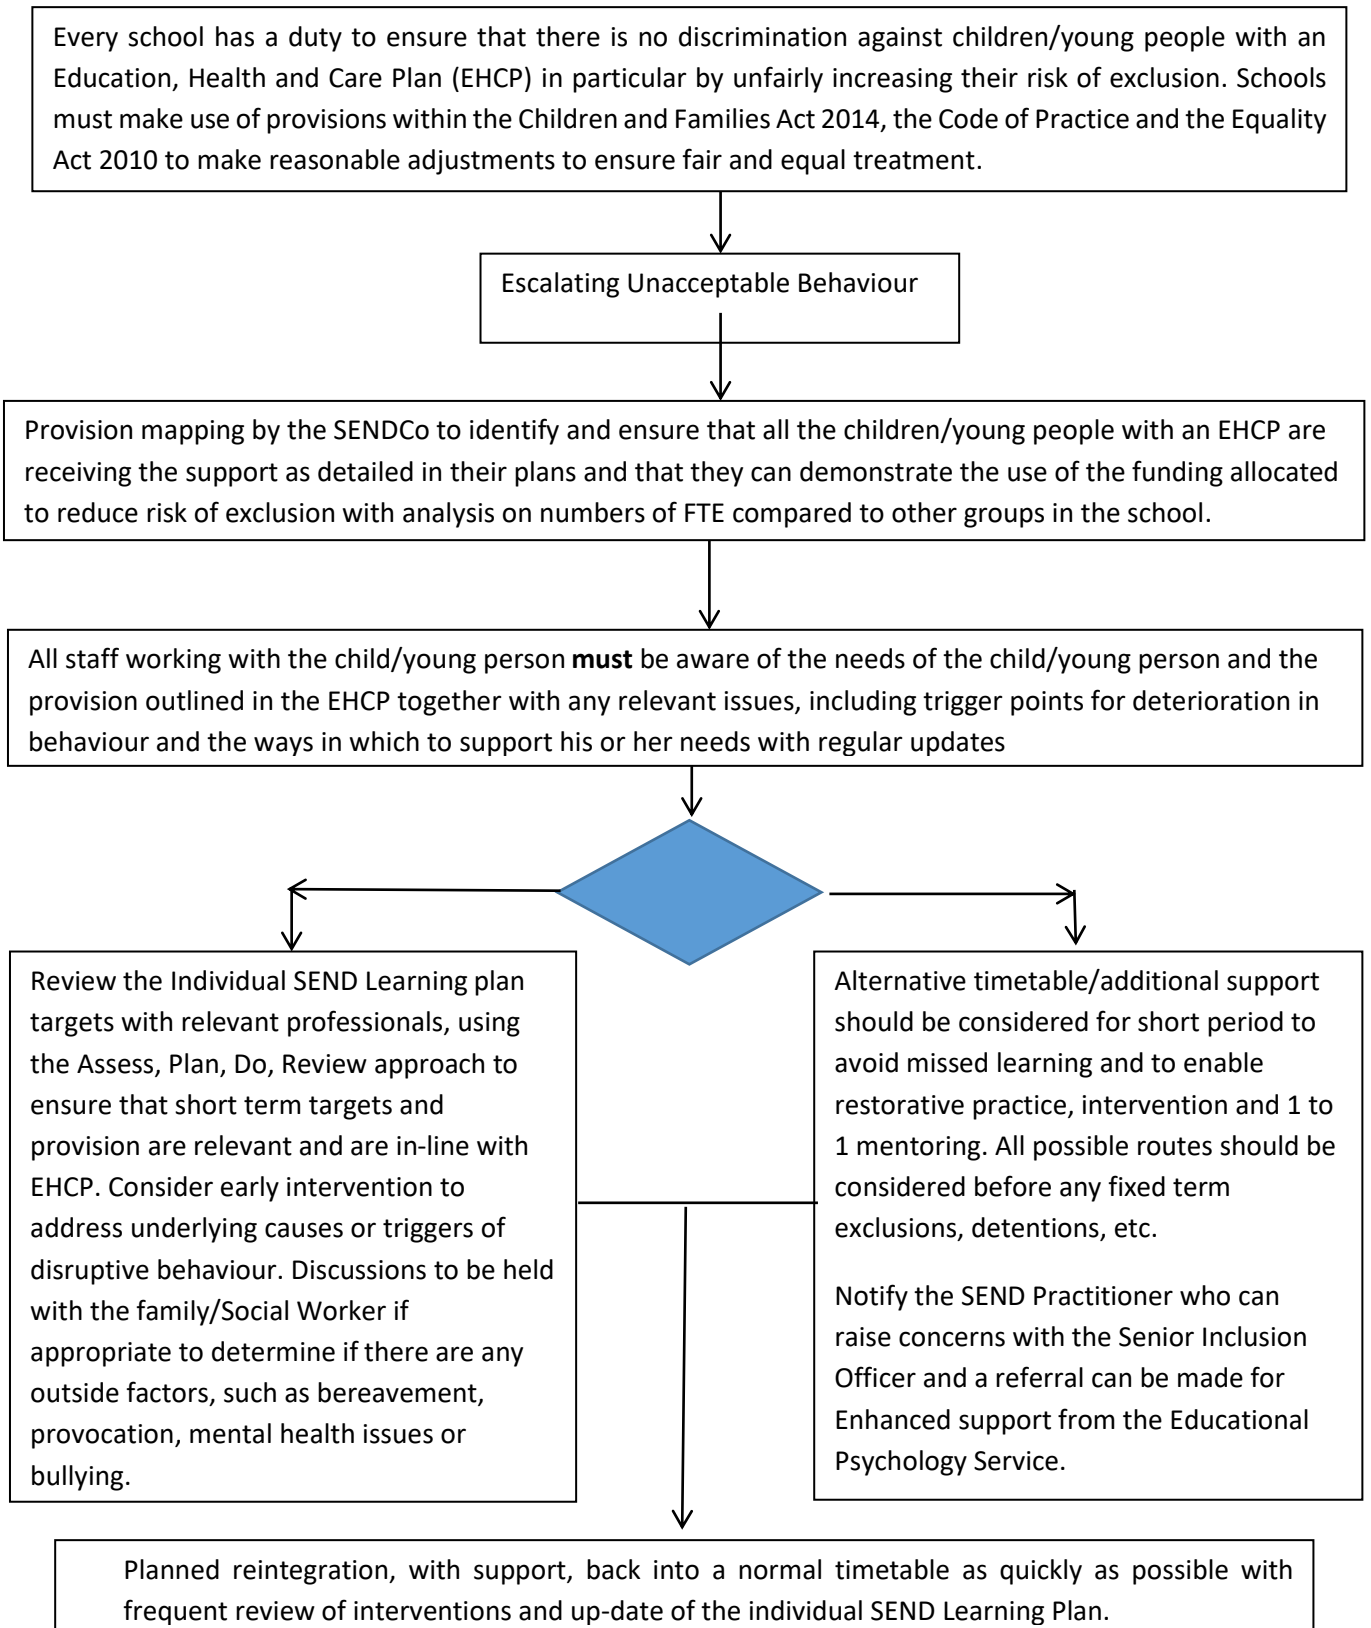 Every school has a duty to ensure that there is no discrimination against children/young people with an
Education, Health and Care Plan (EHCP) in particular by unfairly increasing their risk of exclusion. Schools
must make use of provisions within the Children and Families Act 2014, the Code of Practice and the Equality
Act 2010 to make reasonable adjustments to ensure fair and equal treatment.
Escalating Unacceptable Behaviour
Provision mapping by the SENDCo to identify and ensure that all the children/young people with an EHCP are
receiving the support as detailed in their plans and that they can demonstrate the use of the funding allocated
to reduce risk of exclusion with analysis on numbers of FTE compared to other groups in the school.
All staff working with the child/young person must be aware of the needs of the child/young person and the
provision outlined in the EHCP together with any relevant issues, including trigger points for deterioration in
behaviour and the ways in which to support his or her needs with regular updates
Review the Individual SEND Learning plan
targets with relevant professionals, using
the Assess, Plan, Do, Review approach to
ensure that short term targets and
provision are relevant and are in-line with
EHCP. Consider early intervention to
address underlying causes or triggers of
disruptive behaviour. Discussions to be held
with the family/Social Worker if
appropriate to determine if there are any
outside factors, such as bereavement,
provocation, mental health issues or
bullying.
Alternative timetable/additional support
should be considered for short period to
avoid missed learning and to enable
restorative practice, intervention and 1 to
1 mentoring. All possible routes should be
considered before any fixed term
exclusions, detentions, etc.
Notify the SEND Practitioner who can
raise concerns with the Senior Inclusion
Officer and a referral can be made for
Enhanced support from the Educational
Psychology Service.
Planned reintegration, with support, back into a normal timetable as quickly as possible with
frequent review of interventions and up-date of the individual SEND Learning Plan.